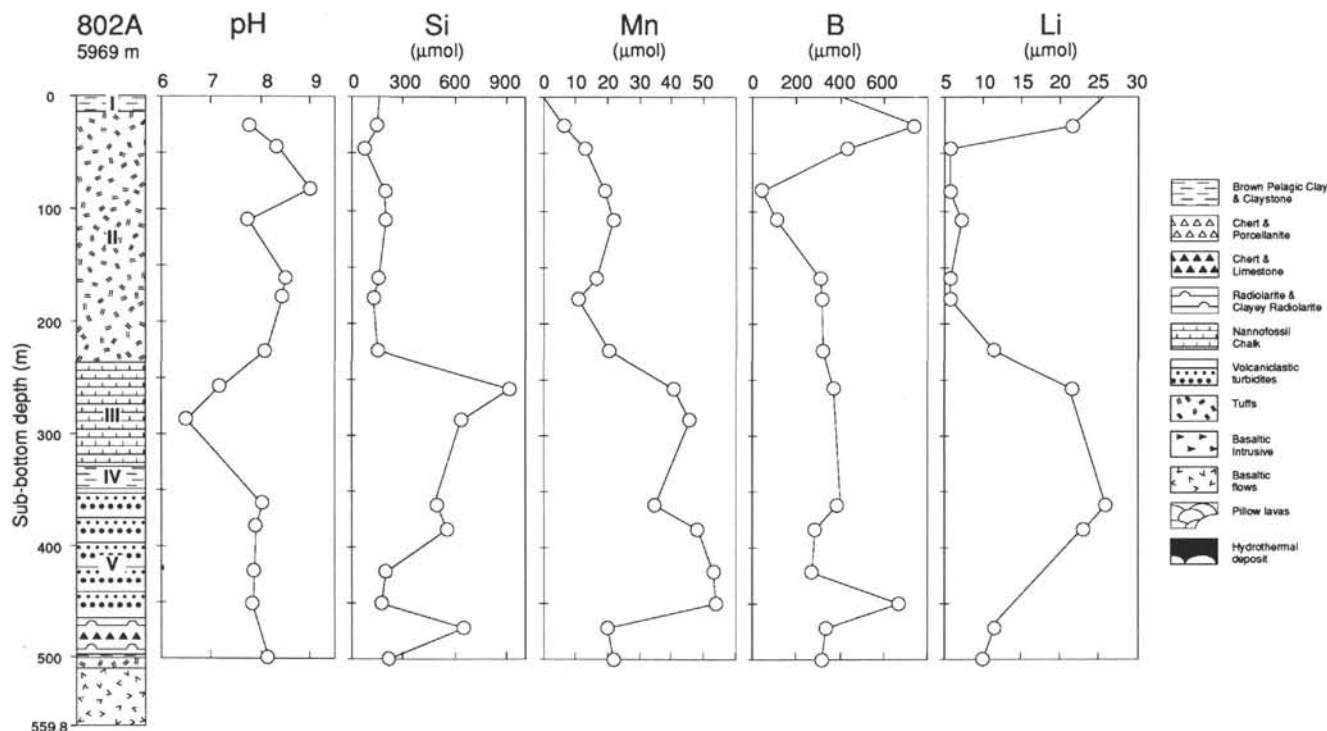 802A
5969 m
pH
Si
(μmol)
Mn
(μmol)
B
(μmol)
Li
(μmol)
6 7 8 9
0 300 600 900
0 10 20 30 40 50
0 200 400 600
5 10 15 20 25 30
Sub-bottom depth (m)
0
100
200
300
400
500
559.8
I
II
III
IV
V
Brown Pelagic Clay
& Claystone
Chert &
Porcellanite
Chert &
Limestone
Radiolarite &
Clayey Radiolarite
Nannofossil
Chalk
Volcaniclastic
turbidites
Tuffs
Basaltic
Intrusive
Basaltic
flows
Pillow lavas
Hydrothermal
deposit